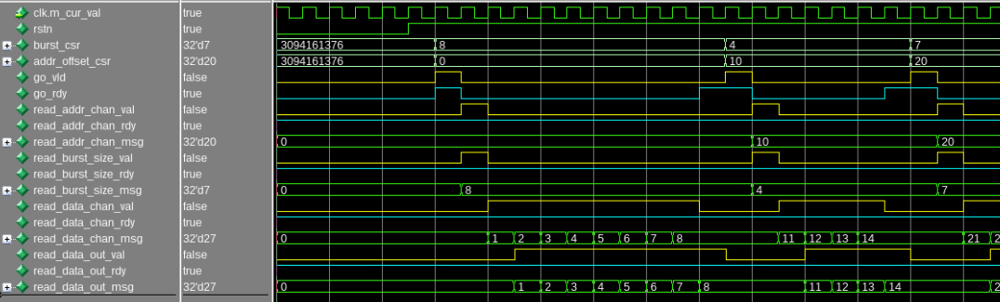 clk.m_cur_val true
rstn true
burst_csr 32'd7 3094161376 8 4 7
addr_offset_csr 32'd20 3094161376 0 10 20
go_vld false
go_rdy true
read_addr_chan_val false
read_addr_chan_rdy true
read_addr_chan_msg 32'd20 0 10 20
read_burst_size_val false
read_burst_size_rdy true
read_burst_size_msg 32'd7 0 8 4 7
read_data_chan_val false
read_data_chan_rdy true
read_data_chan_msg 32'd27 0 1 2 3 4 5 6 7 8 11 12 13 14 21 2
read_data_out_val false
read_data_out_rdy true
read_data_out_msg 32'd27 0 1 2 3 4 5 6 7 8 11 12 13 14 2